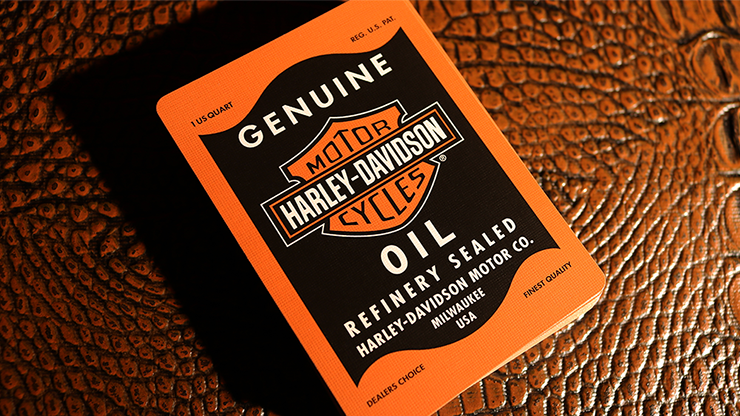 REG. U.S. PAT.
1 US QUART
GENUINE
MOTOR
HARLEY-DAVIDSON
®
CYCLES
OIL
REFINERY SEALED
HARLEY-DAVIDSON MOTOR CO.
MILWAUKEE
USA
FINEST QUALITY
DEALERS CHOICE